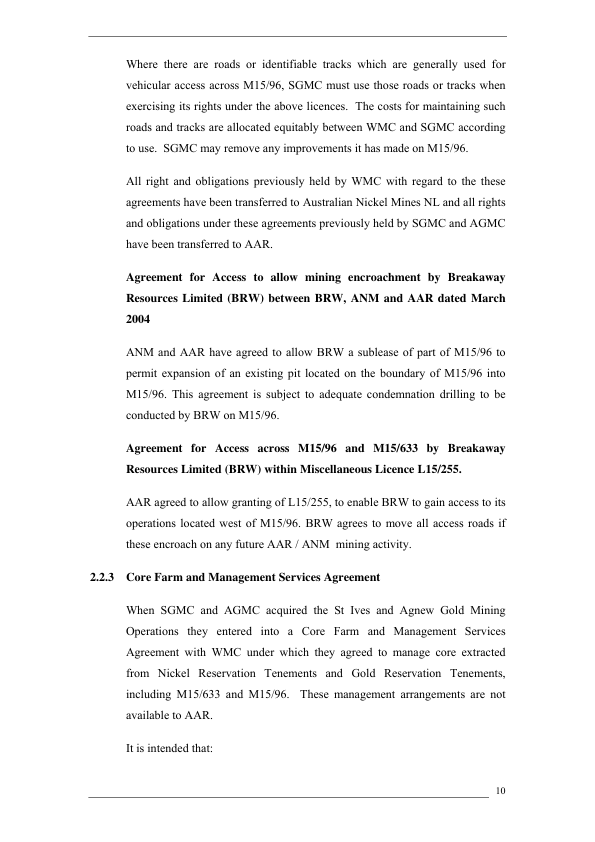 Where there are roads or identifiable tracks which are generally used for
vehicular access across M15/96, SGMC must use those roads or tracks when
exercising its rights under the above licences.  The costs for maintaining such
roads and tracks are allocated equitably between WMC and SGMC according
to use.  SGMC may remove any improvements it has made on M15/96.
All right and obligations previously held by WMC with regard to the these
agreements have been transferred to Australian Nickel Mines NL and all rights
and obligations under these agreements previously held by SGMC and AGMC
have been transferred to AAR.
Agreement for Access to allow mining encroachment by Breakaway
Resources Limited (BRW) between BRW, ANM and AAR dated March
2004
ANM and AAR have agreed to allow BRW a sublease of part of M15/96 to
permit expansion of an existing pit located on the boundary of M15/96 into
M15/96. This agreement is subject to adequate condemnation drilling to be
conducted by BRW on M15/96.
Agreement for Access across M15/96 and M15/633 by Breakaway
Resources Limited (BRW) within Miscellaneous Licence L15/255.
AAR agreed to allow granting of L15/255, to enable BRW to gain access to its
operations located west of M15/96. BRW agrees to move all access roads if
these encroach on any future AAR / ANM  mining activity.
2.2.3 Core Farm and Management Services Agreement
When SGMC and AGMC acquired the St Ives and Agnew Gold Mining
Operations they entered into a Core Farm and Management Services
Agreement with WMC under which they agreed to manage core extracted
from Nickel Reservation Tenements and Gold Reservation Tenements,
including M15/633 and M15/96.  These management arrangements are not
available to AAR.
It is intended that:
10